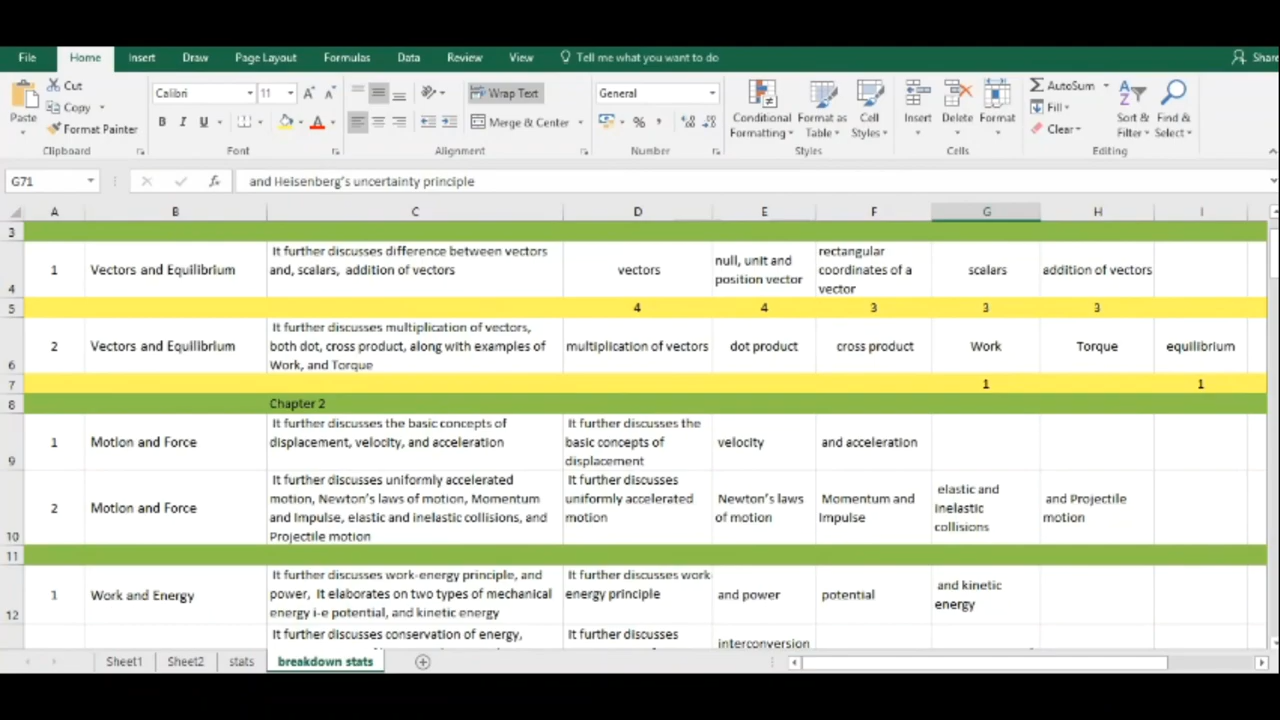 File Home Insert Draw Page Layout Formulas Data Review View Tell me what you want to do Share
Cut
Copy
Format Painter
Paste
Calibri 11
B I U
Wrap Text
Merge & Center
General
Conditional Formatting
Format as Table
Cell Styles
Insert Delete Format
AutoSum
Fill
Clear
Sort & Filter
Find & Select
Clipboard Font Alignment Number Styles Cells Editing
G71 fx and Heisenberg's uncertainty principle
A B C D E F G H I
3
4 1 Vectors and Equilibrium It further discusses difference between vectors and, scalars, addition of vectors vectors null, unit and position vector rectangular coordinates of a vector scalars addition of vectors
5 4 4 3 3 3
6 2 Vectors and Equilibrium It further discusses multiplication of vectors, both dot, cross product, along with examples of Work, and Torque multiplication of vectors dot product cross product Work Torque equilibrium
7 1 1
8 Chapter 2
9 1 Motion and Force It further discusses the basic concepts of displacement, velocity, and acceleration It further discusses the basic concepts of displacement velocity and acceleration
10 2 Motion and Force It further discusses uniformly accelerated motion, Newton's laws of motion, Momentum and Impulse, elastic and inelastic collisions, and Projectile motion It further discusses uniformly accelerated motion Newton's laws of motion Momentum and Impulse elastic and inelastic collisions and Projectile motion
11
12 1 Work and Energy It further discusses work-energy principle, and power, It elaborates on two types of mechanical energy i-e potential, and kinetic energy It further discusses work energy principle and power potential and kinetic energy
It further discusses conservation of energy, It further discusses interconversion
Sheet1 Sheet2 stats breakdown stats